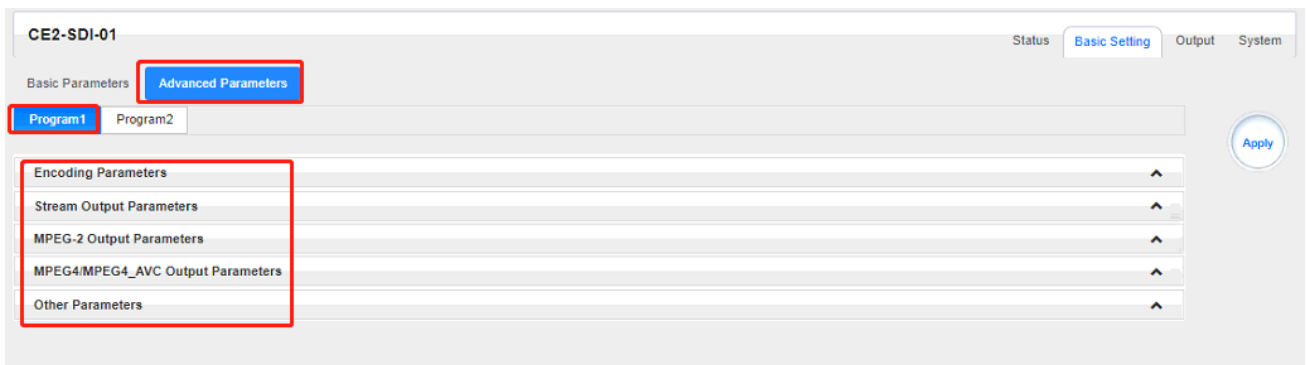 CE2-SDI-01
Status Basic Setting Output System
Basic Parameters Advanced Parameters
Program1 Program2
Apply
Encoding Parameters
Stream Output Parameters
MPEG-2 Output Parameters
MPEG4/MPEG4_AVC Output Parameters
Other Parameters